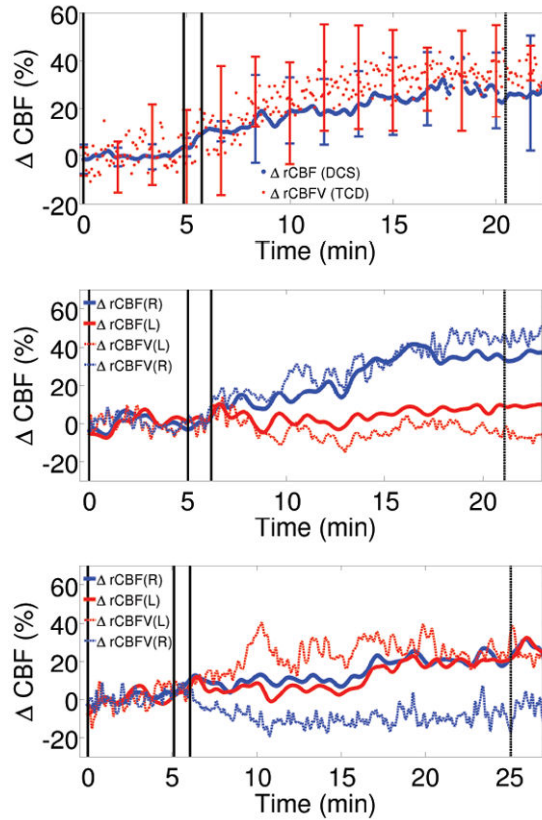 60
40
20
0
-20
Δ CBF (%)
Δ rCBF (DCS)
Δ rCBFV (TCD)
0 5 10 15 20
Time (min)
60
40
20
0
-20
Δ CBF (%)
Δ rCBF(R)
Δ rCBF(L)
Δ rCBFV(L)
Δ rCBFV(R)
0 5 10 15 20
Time (min)
60
40
20
0
-20
Δ CBF (%)
Δ rCBF(R)
Δ rCBF(L)
Δ rCBFV(L)
Δ rCBFV(R)
0 5 10 15 20 25
Time (min)